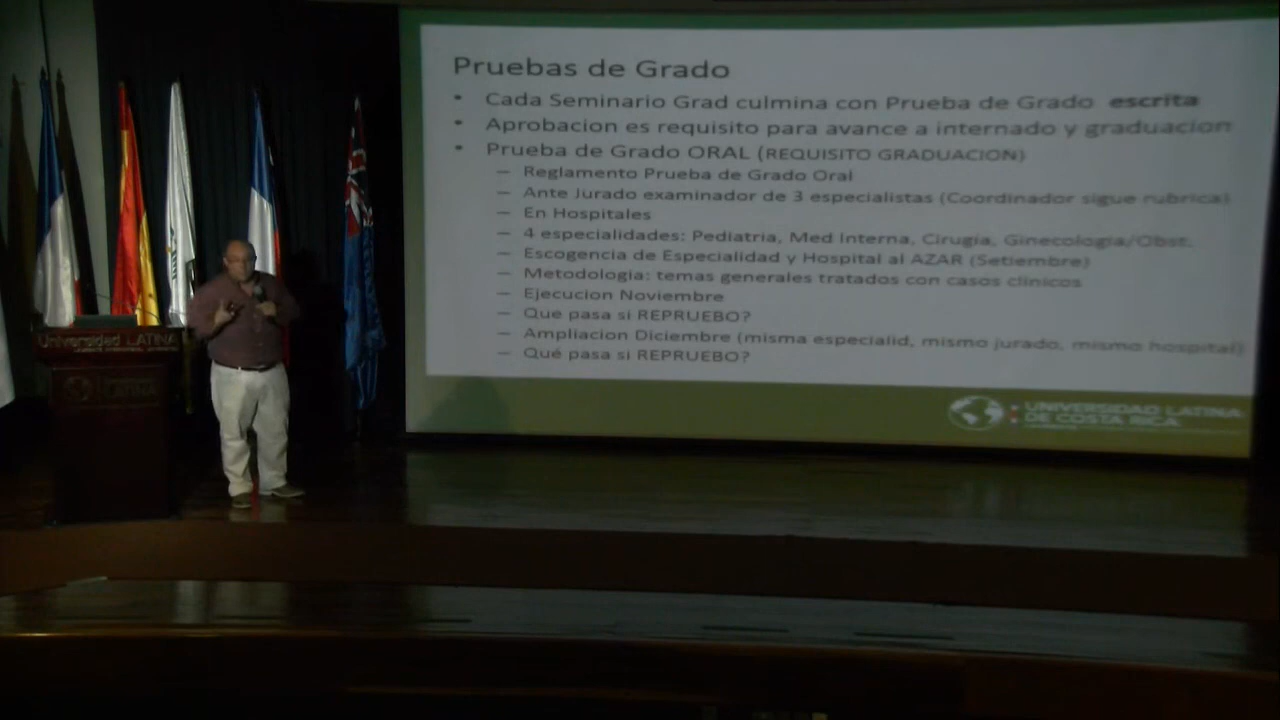 Pruebas de Grado
• Cada Seminario Grad culmina con Prueba de Grado escrita
• Aprobacion es requisito para avance a internado y graduacion
• Prueba de Grado ORAL (REQUISITO GRADUACION)
– Reglamento Prueba de Grado Oral
– Ante Jurado examinador de 3 especialistas (Coordinador sigue rubrica)
– En Hospitales
– 4 especialidades: Pediatria, Med Interna, Cirugia, Ginecologia/Obst.
– Escogencia de Especialidad y Hospital al AZAR (Setiembre)
– Metodologia: temas generales tratados con casos clinicos
– Ejecucion Noviembre
– Que pasa si REPRUEBO?
– Ampliacion Diciembre (misma especialid, mismo jurado, mismo hospital)
– Qué pasa si REPRUEBO?
UNIVERSIDAD LATINA
DE COSTA RICA
Universidad LATINA
LATINA